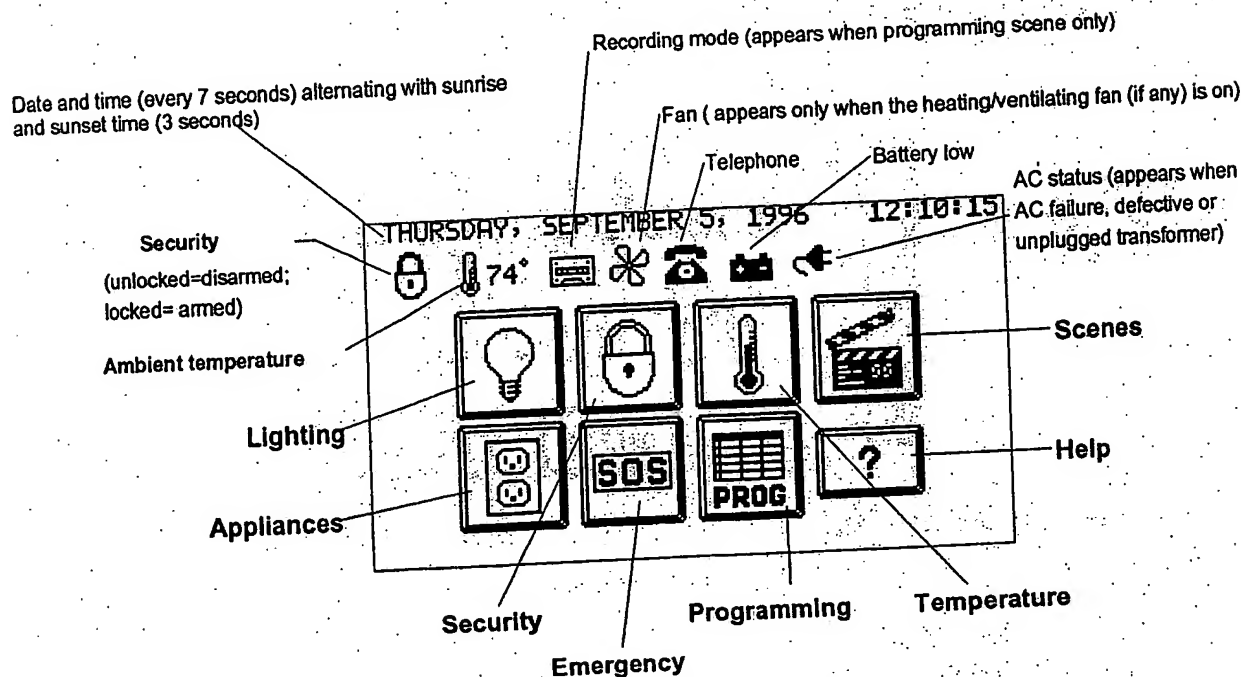 Recording mode (appears when programming scene only)
Date and time (every 7 seconds) alternating with sunrise
and sunset time (3 seconds)
Fan ( appears only when the heating/ventilating fan (if any) is on)
Telephone
Battery low
AC status (appears when
AC failure, defective or
unplugged transformer)
THURSDAY, SEPTEMBER 5, 1996 12:10:15
Security
(unlocked=disarmed;
locked= armed)
74°
Ambient temperature
Scenes
Lighting
SOS
PROG
?
Help
Appliances
Security
Emergency
Programming
Temperature